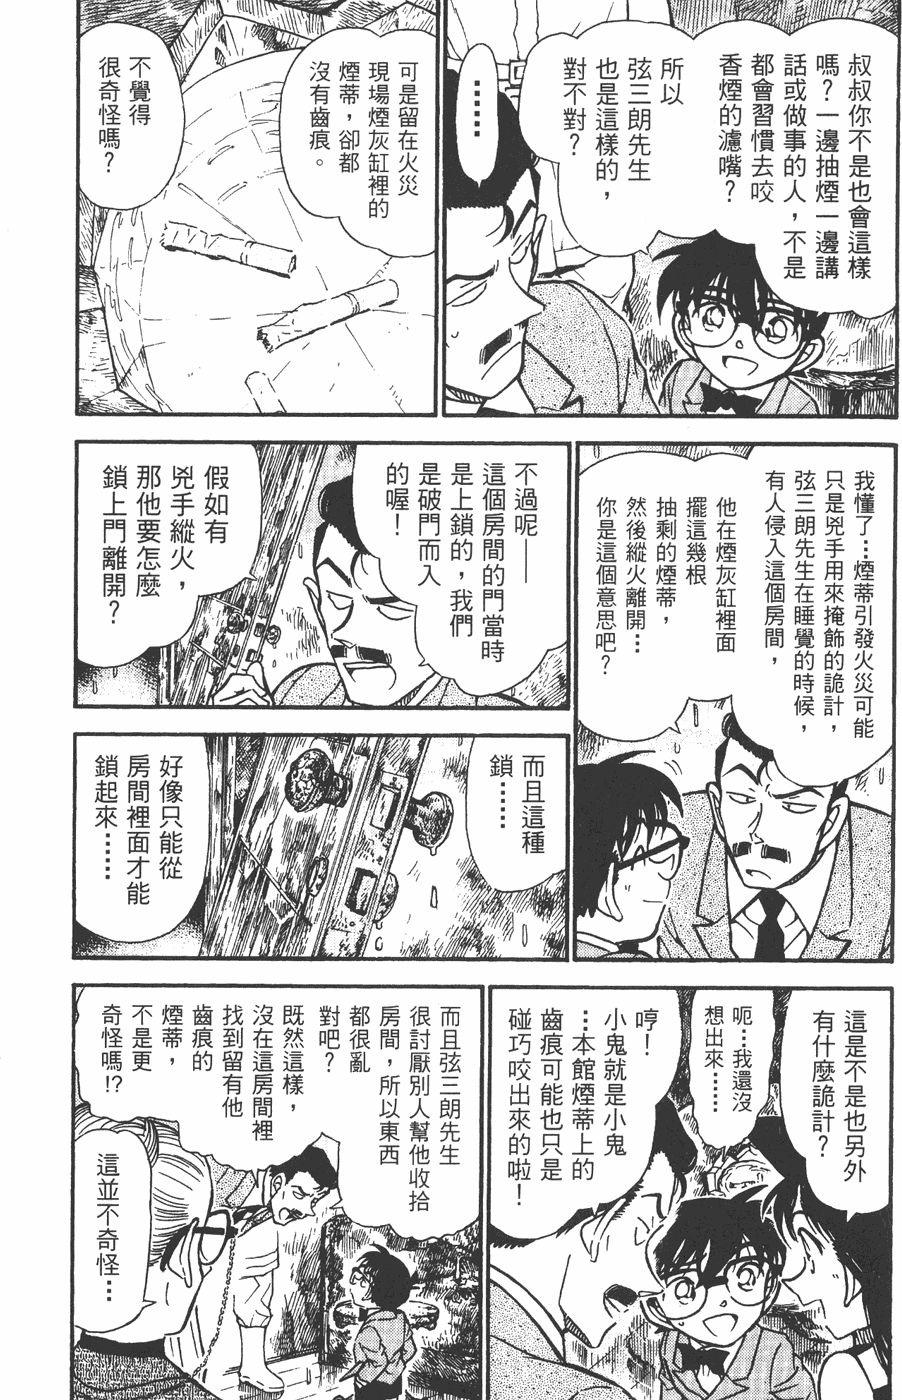 叔叔你不是也會這樣
嗎？一邊抽煙一邊講
話或做事的人，不是
都會習慣去咬
香煙的濾嘴？
所以
弦三朗先生
也是這樣的，
對不對？
………
可是留在火災
現場煙灰缸裡的
煙蒂，卻都
沒有齒痕。
不覺得
很奇怪嗎？
我懂了…煙蒂引發火災可能
只是兇手用來掩飾的詭計，
弦三朗先生在睡覺的時候，
有人侵入這個房間，
他在煙灰缸裡面
擺這幾根
抽剩的煙蒂，
然後縱火離開…
你是這個意思吧？
不過呢──
這個房間的門當時
是上鎖的，我們
是破門而入
的喔！
假如有
兇手縱火，
那他要怎麼
鎖上門離開？
而且這種
鎖……
好像只能從
房間裡面才能
鎖起來……
這是不是也另外
有什麼詭計？
呃…我還沒
想出來……
哼！
小鬼就是小鬼
…本館煙蒂上的
齒痕可能也只是
碰巧咬出來的啦！
而且弦三朗先生
很討厭別人幫他收拾
房間，所以東西
都很亂
對吧？
既然這樣，
沒在這房間裡
找到留有他
齒痕的
煙蒂，
不是更
奇怪嗎!?
這並不奇怪…